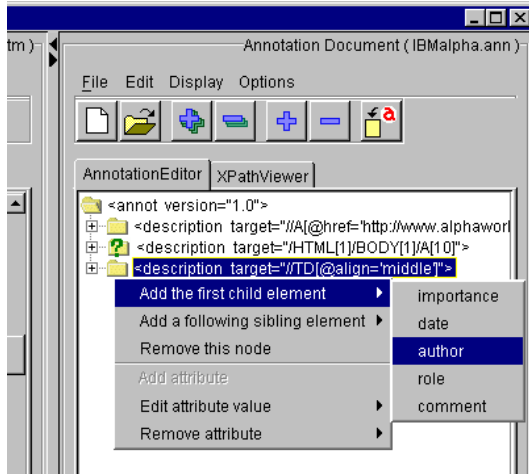 tm )
Annotation Document ( IBMalpha.ann )
File Edit Display Options
a
AnnotationEditor XPathViewer
<annot version="1.0">
<description target="//A[@href='http://www.alphaworl
? <description target="/HTML[1]/BODY[1]/A[10]">
<description target="//TD[@align='middle']">
Add the first child element
Add a following sibling element
Remove this node
Add attribute
Edit attribute value
Remove attribute
importance
date
author
role
comment